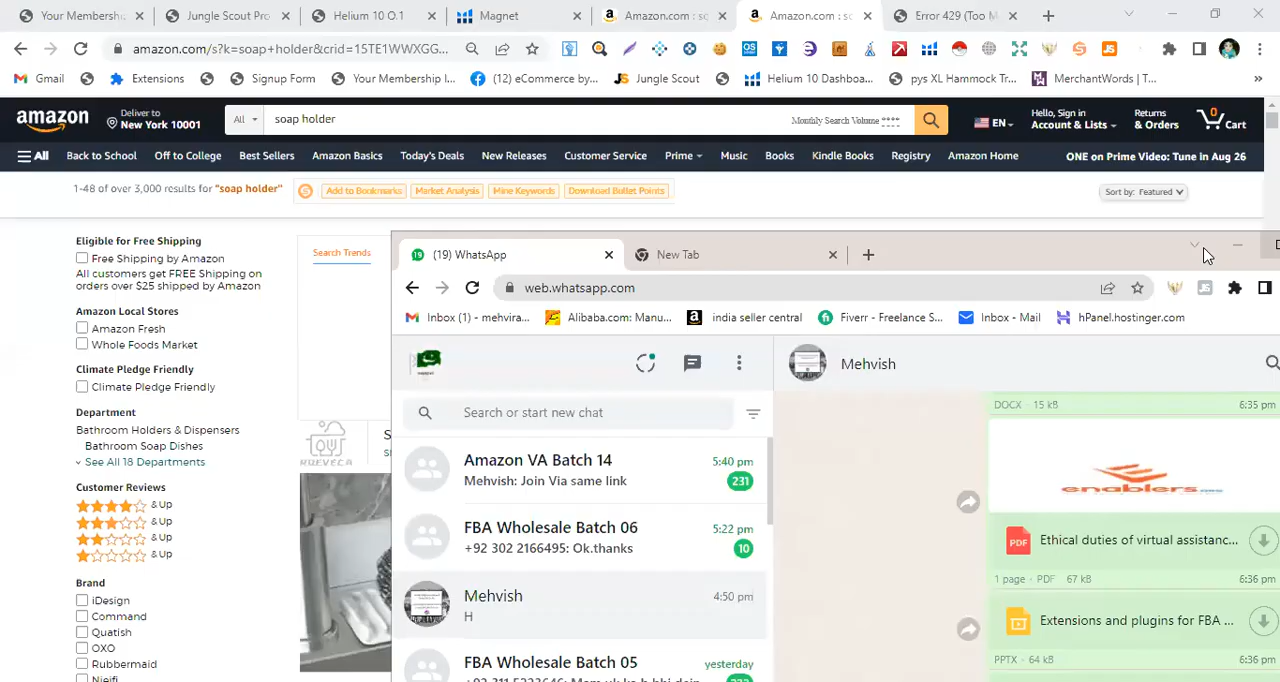 Your Membershi
Jungle Scout Pro
Helium 10 O.1
Magnet
Amazon.com : so
Amazon.com : so
Error 429 (Too M
amazon.com/s?k=soap+holder&crid=15TE1WWXGG...
Gmail
Extensions
Signup Form
Your Membership I...
(12) eCommerce by...
Jungle Scout
Helium 10 Dashboa...
pys XL Hammock Tr...
MerchantWords | T...
»
amazon
Deliver to
New York 10001
All
soap holder
Monthly Search Volume
EN
Hello, Sign in
Account & Lists
Returns
& Orders
0
Cart
All
Back to School
Off to College
Best Sellers
Amazon Basics
Today's Deals
New Releases
Customer Service
Prime
Music
Books
Kindle Books
Registry
Amazon Home
ONE on Prime Video: Tune in Aug 26
1-48 of over 3,000 results for "soap holder"
Add to Bookmarks
Market Analysis
Mine Keywords
Download Bullet Points
Sort by: Featured
Eligible for Free Shipping
Free Shipping by Amazon
All customers get FREE Shipping on
orders over $25 shipped by Amazon
Amazon Local Stores
Amazon Fresh
Whole Foods Market
Climate Pledge Friendly
Climate Pledge Friendly
Department
Bathroom Holders & Dispensers
Bathroom Soap Dishes
See All 18 Departments
Customer Reviews
& Up
& Up
& Up
& Up
Brand
iDesign
Command
Quatish
OXO
Rubbermaid
Search Trends
(19) WhatsApp
New Tab
web.whatsapp.com
Inbox (1) - mehvira...
Alibaba.com: Manu...
india seller central
Fiverr - Freelance S...
Inbox - Mail
hPanel.hostinger.com
Search or start new chat
Amazon VA Batch 14
5:40 pm
Mehvish: Join Via same link
231
FBA Wholesale Batch 06
5:22 pm
+92 302 2166495: Ok.thanks
10
Mehvish
4:50 pm
H
FBA Wholesale Batch 05
yesterday
Mehvish
DOCX · 15 kB
6:35 pm
enablers
PDF
Ethical duties of virtual assistanc...
1 page · PDF · 67 kB
6:36 pm
Extensions and plugins for FBA ...
PPTX · 64 kB
6:36 pm